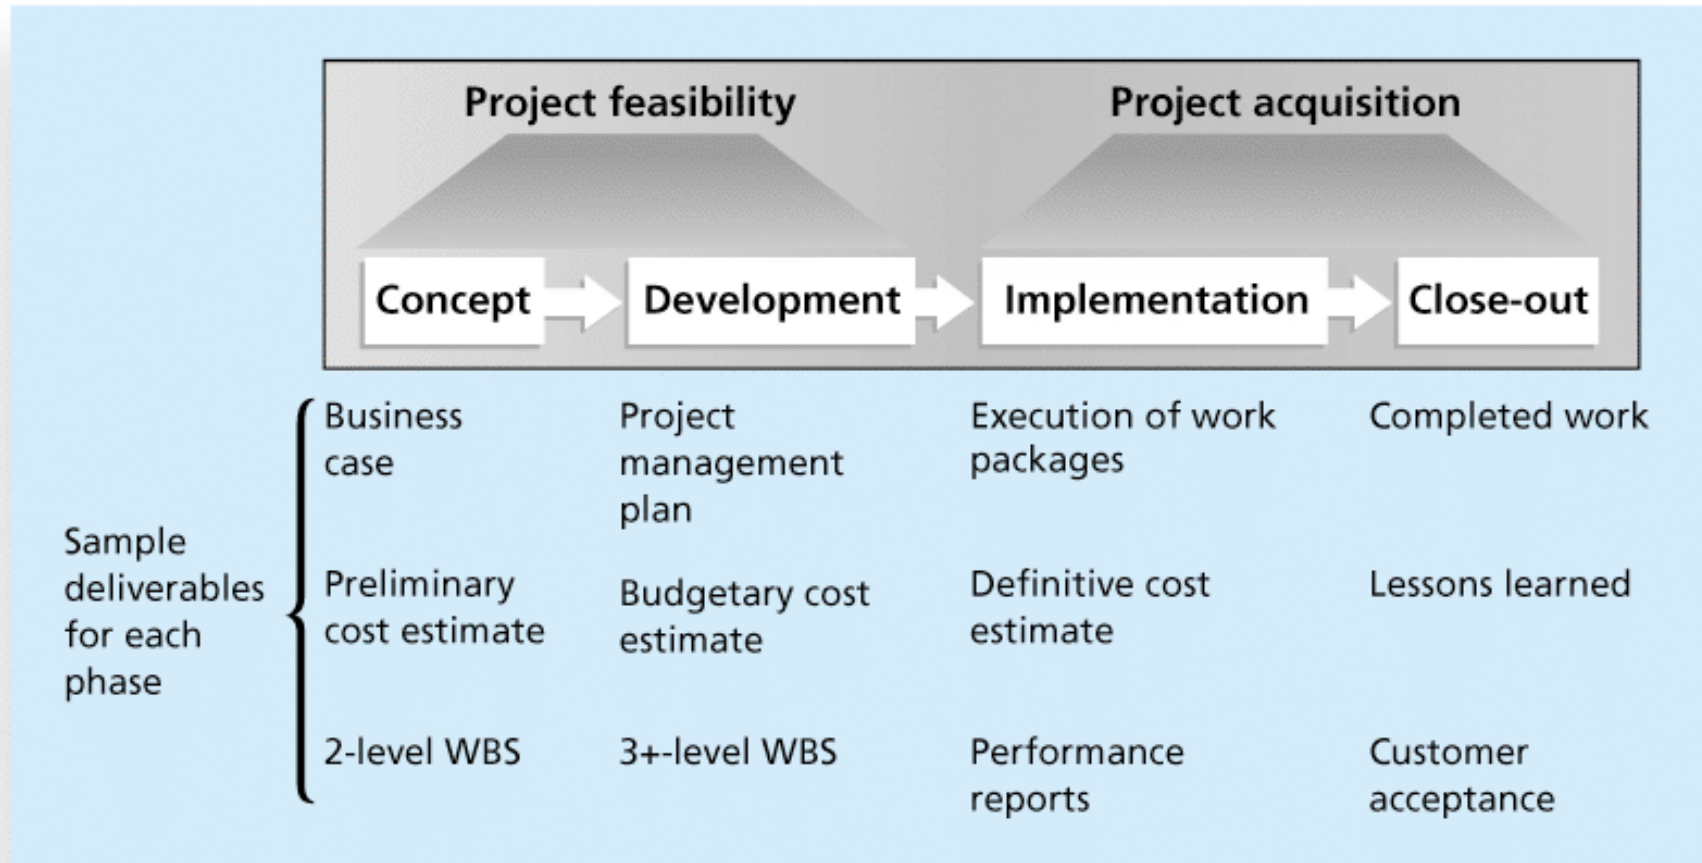 Project feasibility
Project acquisition
Concept
Development
Implementation
Close-out
Sample
deliverables
for each
phase
Business
case
Project
management
plan
Execution of work
packages
Completed work
Preliminary
cost estimate
Budgetary cost
estimate
Definitive cost
estimate
Lessons learned
2-level WBS
3+-level WBS
Performance
reports
Customer
acceptance